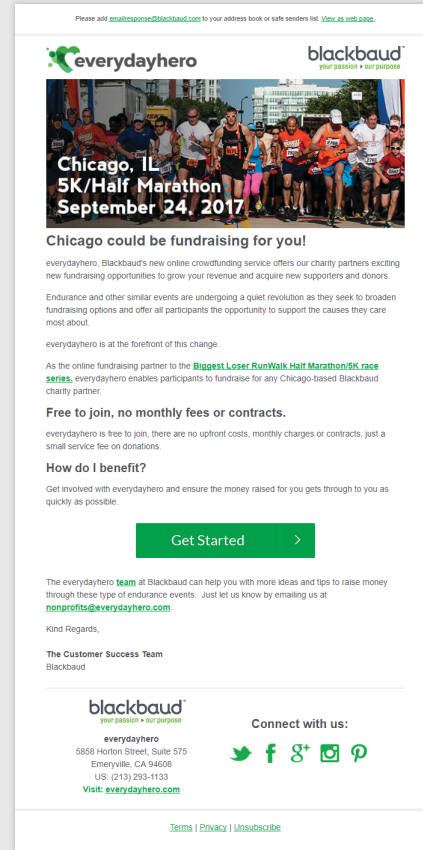 Please add emailresponse@blackbaud.com to your address book or safe senders list. View as web page.
everydayhero
blackbaud
your passion > our purpose
Chicago, IL
5K/Half Marathon
September 24, 2017
Chicago could be fundraising for you!
everydayhero, Blackbaud's new online crowdfunding service offers our charity partners exciting
new fundraising opportunities to grow your revenue and acquire new supporters and donors.
Endurance and other similar events are undergoing a quiet revolution as they seek to broaden
fundraising options and offer all participants the opportunity to support the causes they care
most about.
everydayhero is at the forefront of this change.
As the online fundraising partner to the Biggest Loser RunWalk Half Marathon/5K race
series, everydayhero enables participants to fundraise for any Chicago-based Blackbaud
charity partner.
Free to join, no monthly fees or contracts.
everydayhero is free to join, there are no upfront costs, monthly charges or contracts, just a
small service fee on donations.
How do I benefit?
Get involved with everydayhero and ensure the money raised for you gets through to you as
quickly as possible.
Get Started >
The everydayhero team at Blackbaud can help you with more ideas and tips to raise money
through these type of endurance events. Just let us know by emailing us at
nonprofits@everydayhero.com.
Kind Regards,
The Customer Success Team
Blackbaud
blackbaud
your passion > our purpose
everydayhero
5858 Horton Street, Suite 575
Emeryville, CA 94608
US: (213) 293-1133
Visit: everydayhero.com
Connect with us:
Terms | Privacy | Unsubscribe